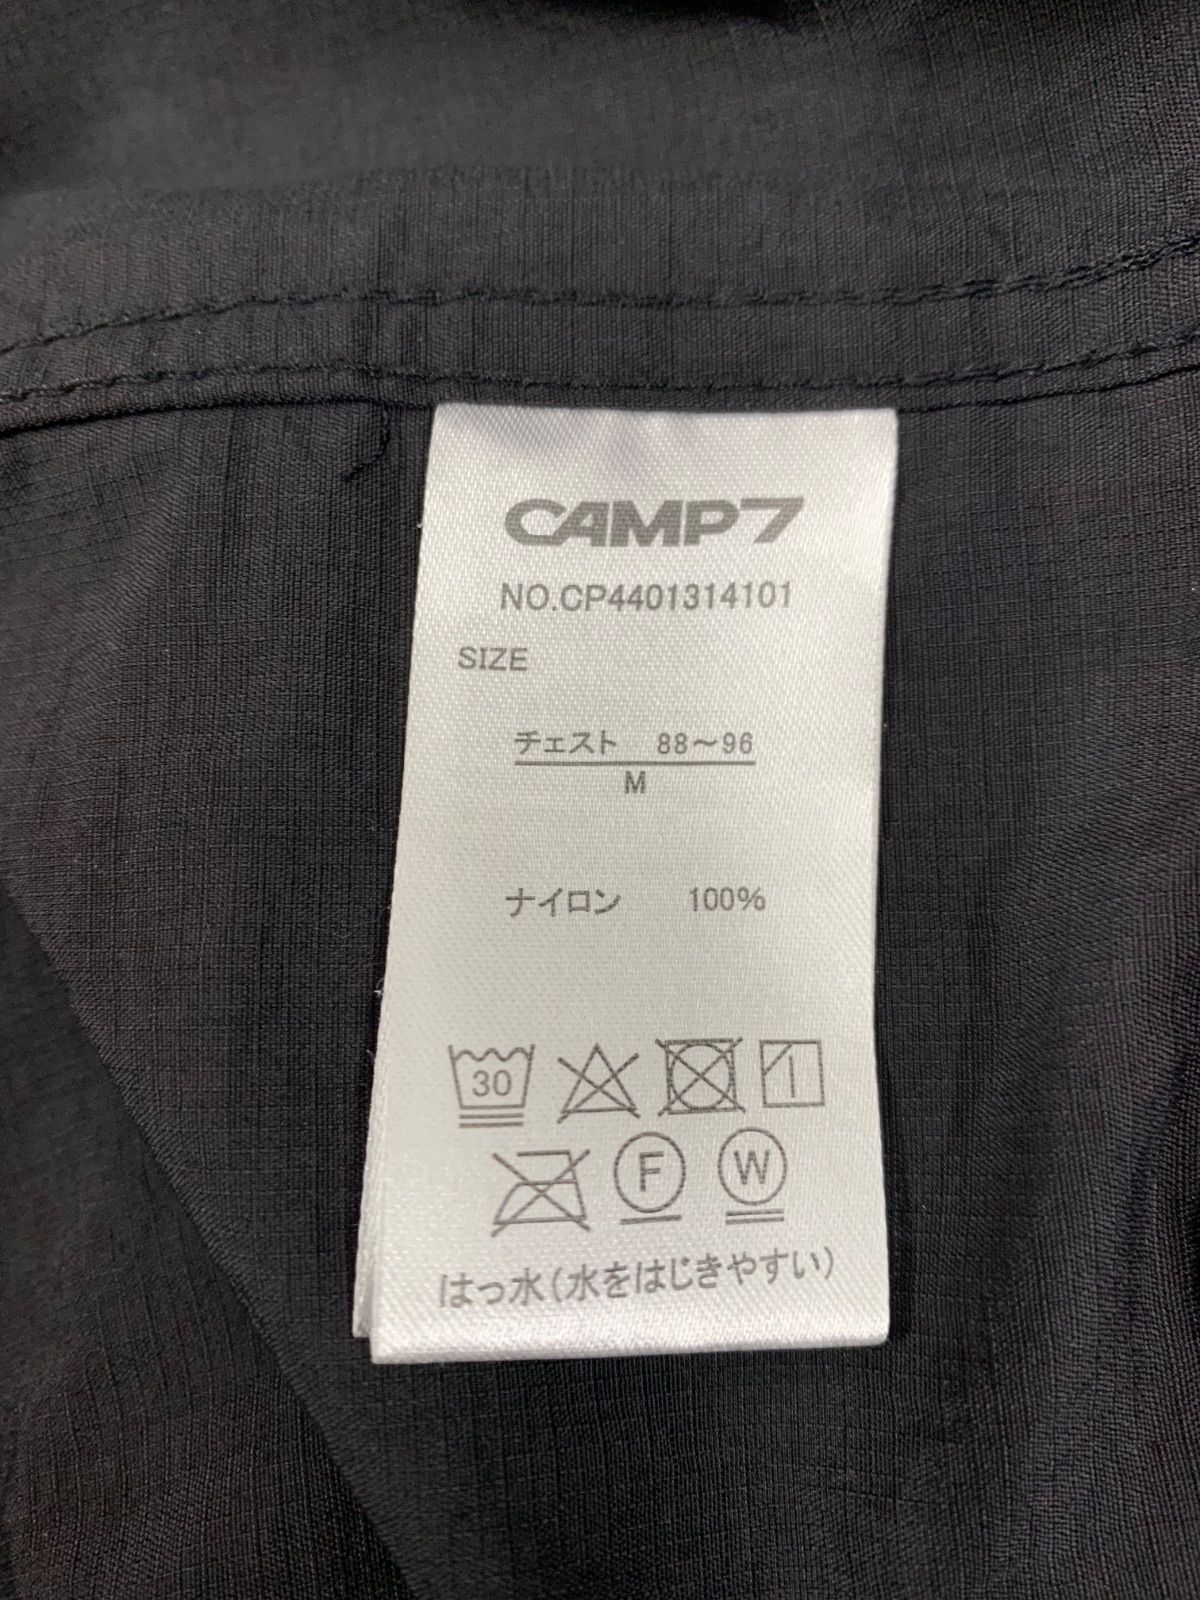 CAMP7
NO.CP4401314101
SIZE
チェスト 88～96
M
ナイロン 100%
30
F W
はっ水(水をはじきやすい)